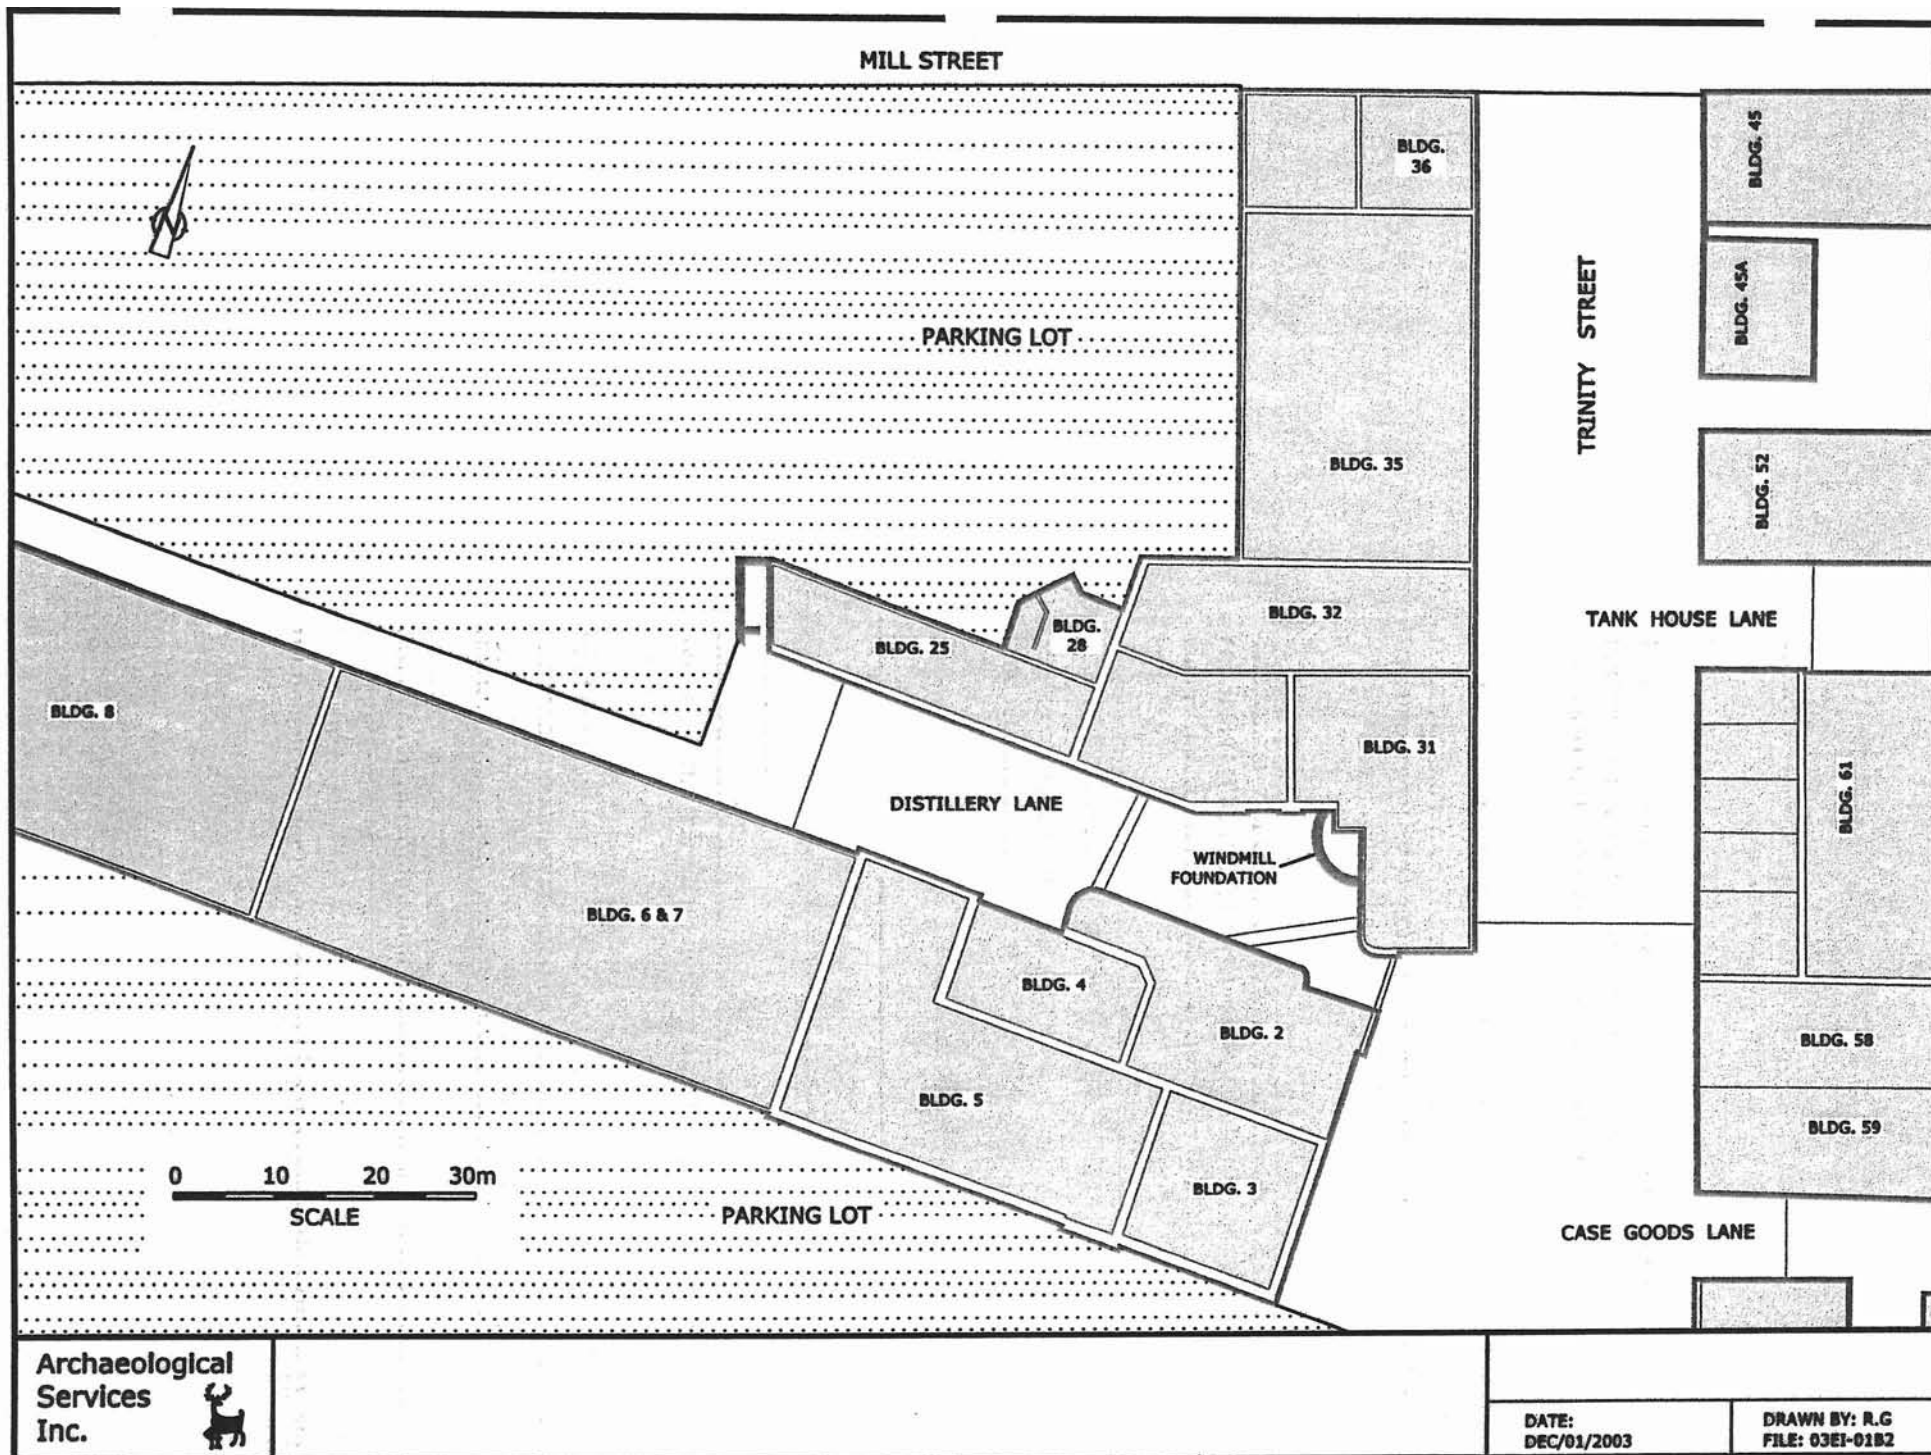 MILL STREET
BLDG.
36
BLDG. 45
BLDG. 45A
TRINITY STREET
PARKING LOT
BLDG. 35
BLDG. 52
BLDG. 32
TANK HOUSE LANE
BLDG.
28
BLDG. 25
BLDG. 8
BLDG. 31
DISTILLERY LANE
BLDG. 61
WINDMILL
FOUNDATION
BLDG. 6 & 7
BLDG. 4
BLDG. 2
BLDG. 58
BLDG. 5
BLDG. 59
BLDG. 3
0 10 20 30m
SCALE
PARKING LOT
CASE GOODS LANE
Archaeological
Services
Inc.
DATE:
DEC/01/2003
DRAWN BY: R.G
FILE: 03EI-01B2